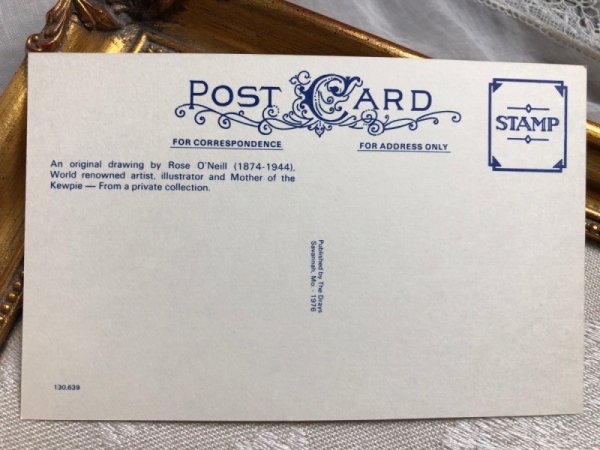 POST CARD
STAMP
FOR CORRESPONDENCE
FOR ADDRESS ONLY
An original drawing by Rose O'Neill (1874-1944).
World renowned artist, illustrator and Mother of the
Kewpie — From a private collection.
Published by The Drays
Savannah, Mo. - 1976
130,639